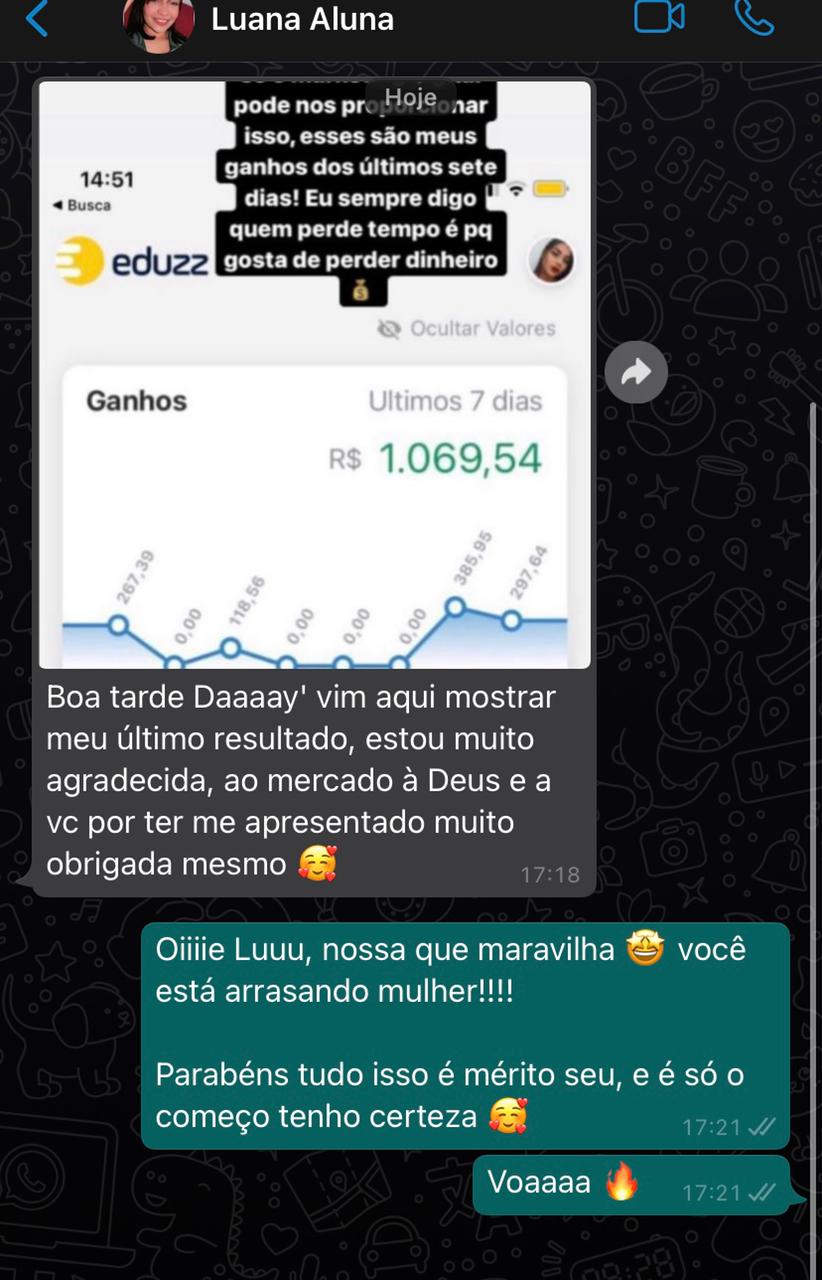 Luana Aluna
Hoje
pode nos proporcionar
isso, esses são meus
ganhos dos últimos sete
dias! Eu sempre digo
quem perde tempo é pq
gosta de perder dinheiro
💰
14:51
◀ Busca
eduzz
Ocultar Valores
Ganhos
Ultimos 7 dias
R$ 1.069,54
267,39
0,00
118,56
0,00
0,00
0,00
385,95
297,64
Boa tarde Daaaay' vim aqui mostrar
meu último resultado, estou muito
agradecida, ao mercado à Deus e a
vc por ter me apresentado muito
obrigada mesmo 🥰
17:18
Oiiiie Luuu, nossa que maravilha 🤩 você
está arrasando mulher!!!!
Parabéns tudo isso é mérito seu, e é só o
começo tenho certeza 🥰
17:21
Voaaaa 🔥
17:21